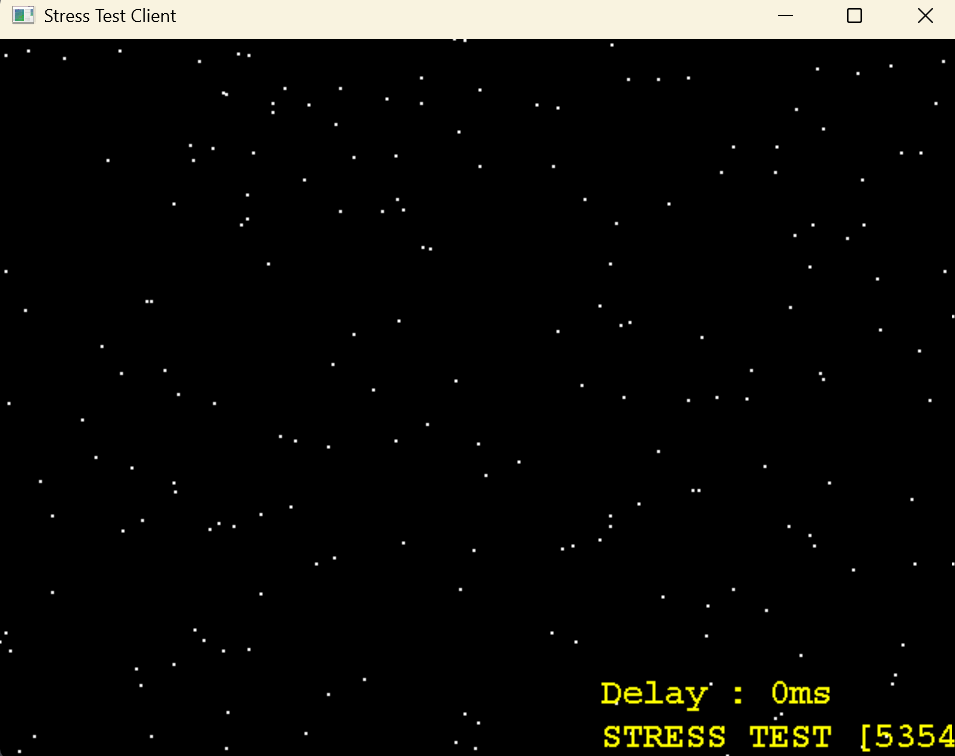 Stress Test Client
Delay : 0ms
STRESS TEST [5354